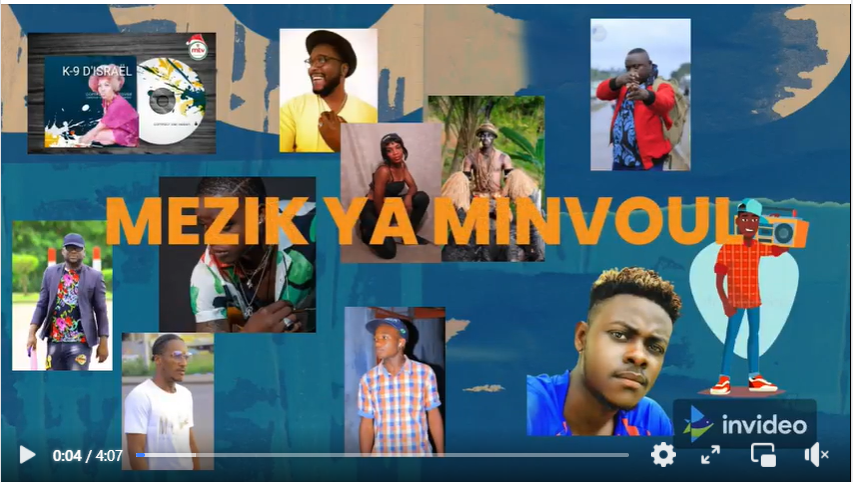 mtv
K-9 D'ISRAËL
MEZIK YA MINVOUL
invideo
0:04 / 4:07